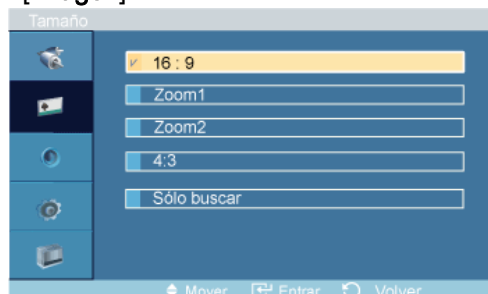 Tamaño
16 : 9
Zoom1
Zoom2
4:3
Sólo buscar
Mover Entrar Volver